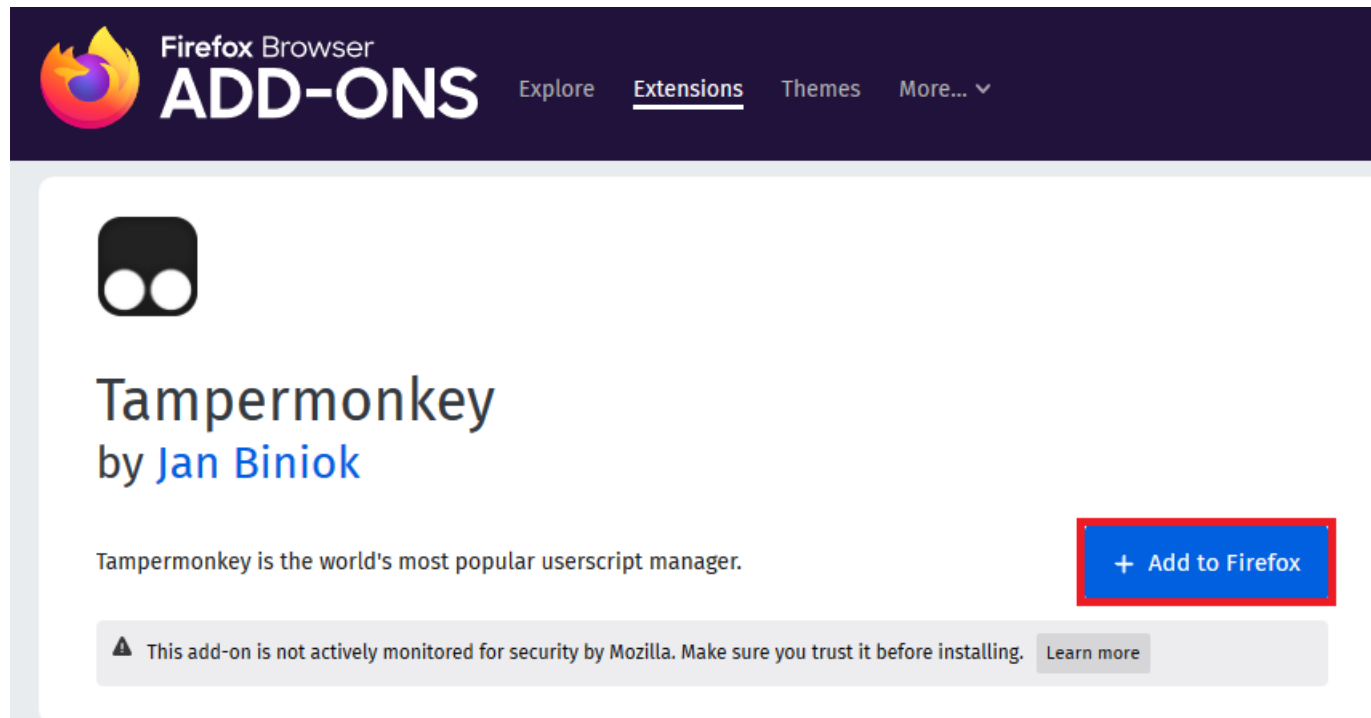 Firefox Browser
ADD-ONS
Explore Extensions Themes More...
Tampermonkey
by Jan Biniok
Tampermonkey is the world's most popular userscript manager.
+ Add to Firefox
This add-on is not actively monitored for security by Mozilla. Make sure you trust it before installing. Learn more